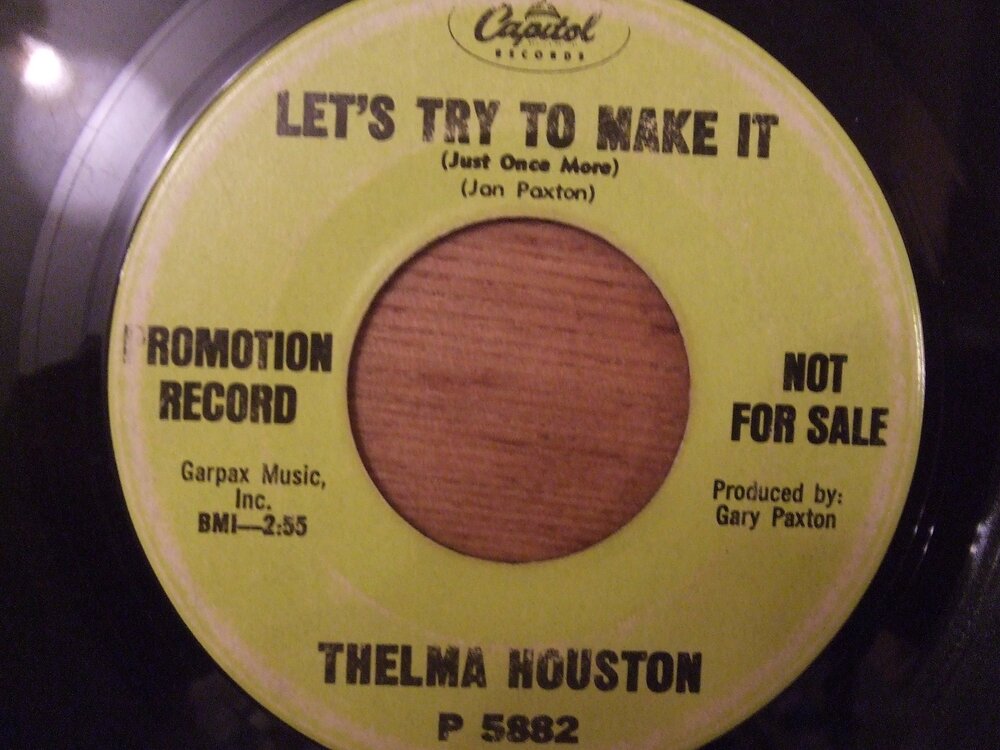 Capitol
RECORDS
LET'S TRY TO MAKE IT
(Just Once More)
(Jan Paxton)
PROMOTION
RECORD
NOT
FOR SALE
Garpax Music,
Inc.
BMI—2:55
Produced by:
Gary Paxton
THELMA HOUSTON
P 5882